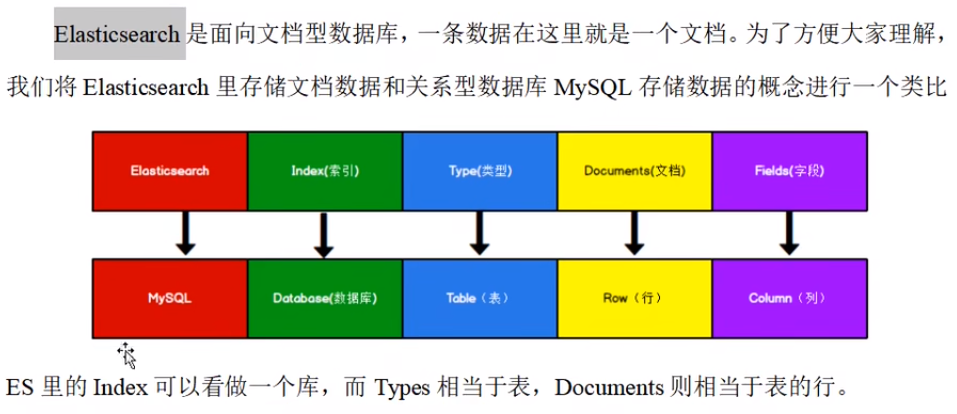 Elasticsearch 是面向文档型数据库，一条数据在这里就是一个文档。为了方便大家理解，
我们将 Elasticsearch 里存储文档数据和关系型数据库 MySQL 存储数据的概念进行一个类比
Elasticsearch Index(索引) Type(类型) Documents(文档) Fields(字段)
MySQL Database(数据库) Table（表） Row（行） Column（列）
ES 里的 Index 可以看做一个库，而 Types 相当于表，Documents 则相当于表的行。